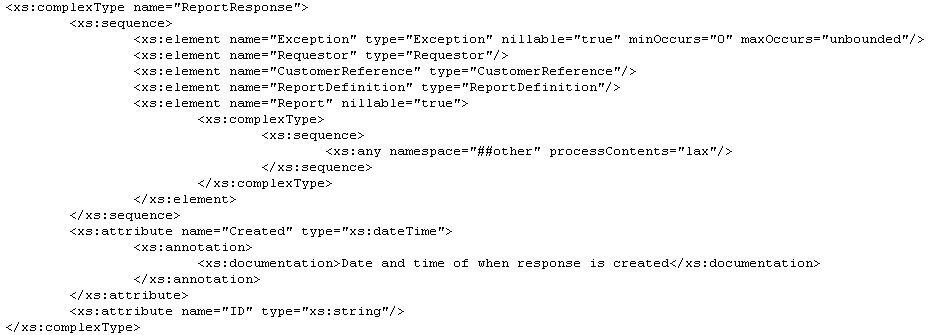 <xs:complexType name="ReportResponse">
<xs:sequence>
<xs:element name="Exception" type="Exception" nillable="true" minOccurs="0" maxOccurs="unbounded"/>
<xs:element name="Requestor" type="Requestor"/>
<xs:element name="CustomerReference" type="CustomerReference"/>
<xs:element name="ReportDefinition" type="ReportDefinition"/>
<xs:element name="Report" nillable="true">
<xs:complexType>
<xs:sequence>
<xs:any namespace="##other" processContents="lax"/>
</xs:sequence>
</xs:complexType>
</xs:element>
</xs:sequence>
<xs:attribute name="Created" type="xs:dateTime">
<xs:annotation>
<xs:documentation>Date and time of when response is created</xs:documentation>
</xs:annotation>
</xs:attribute>
<xs:attribute name="ID" type="xs:string"/>
</xs:complexType>